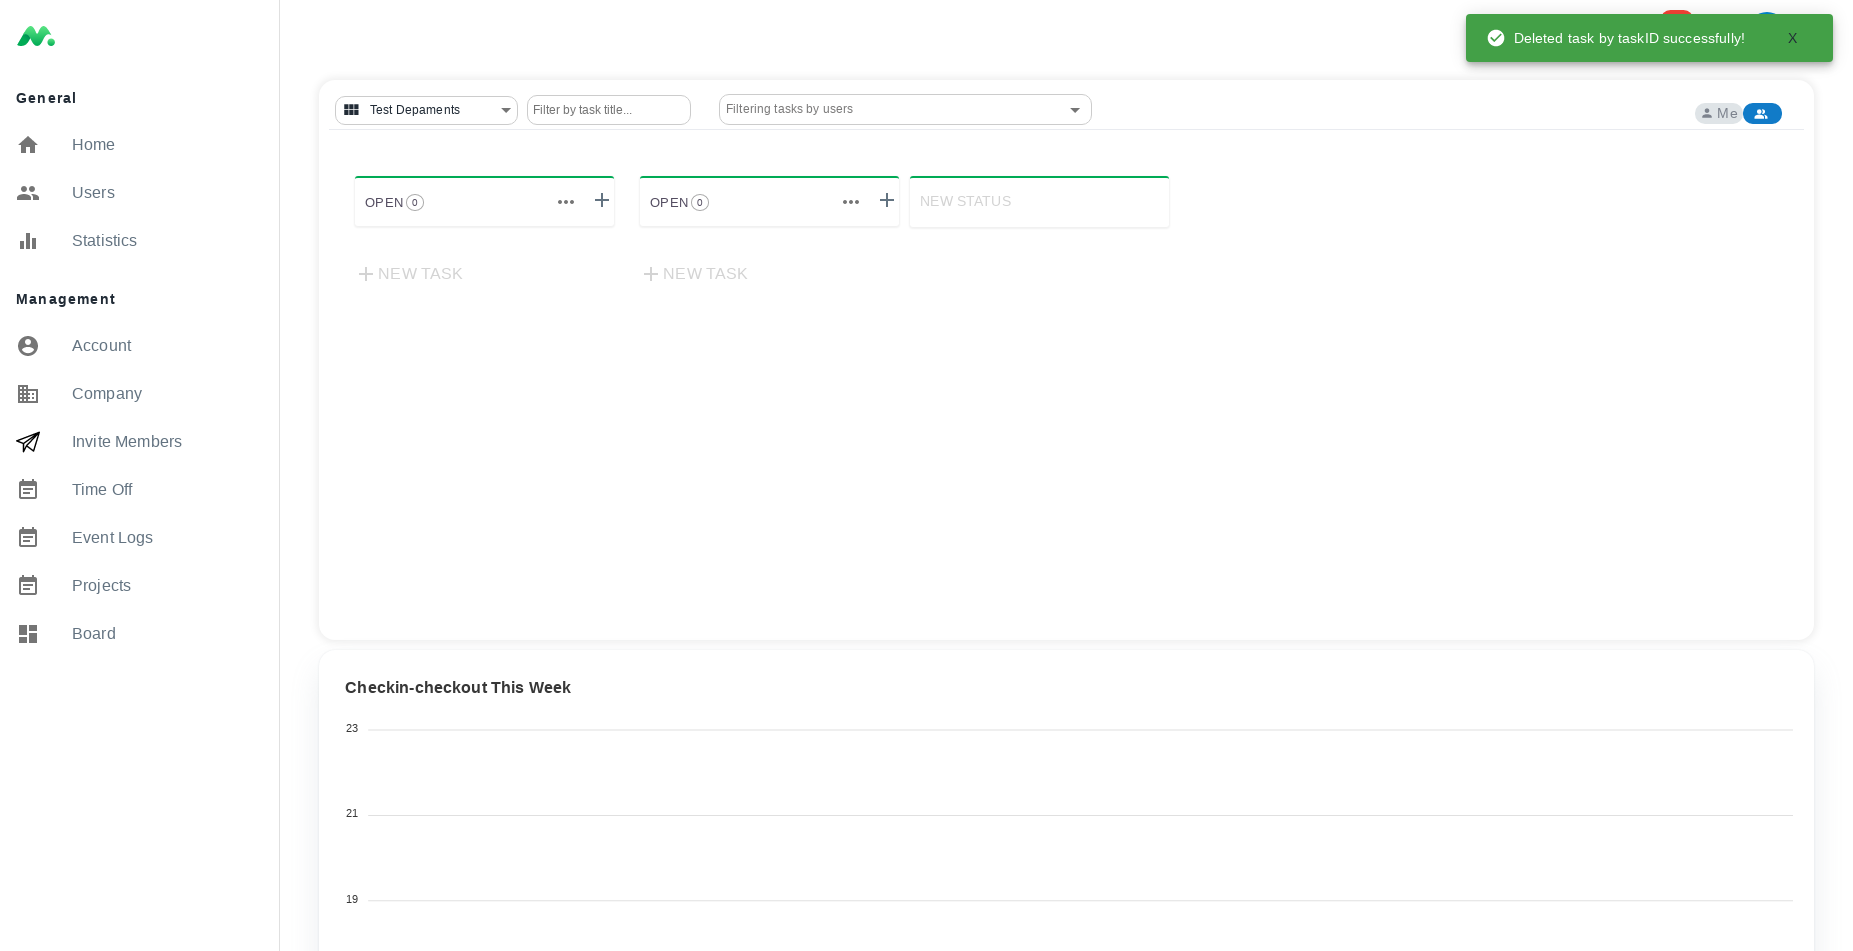 Deleted task by taskID successfully! X
General
Home
Users
Statistics
Management
Account
Company
Invite Members
Time Off
Event Logs
Projects
Board
Test Depaments
Filter by task title...
Filtering tasks by users
Me
OPEN 0
OPEN 0
NEW STATUS
NEW TASK
NEW TASK
Checkin-checkout This Week
23
21
19